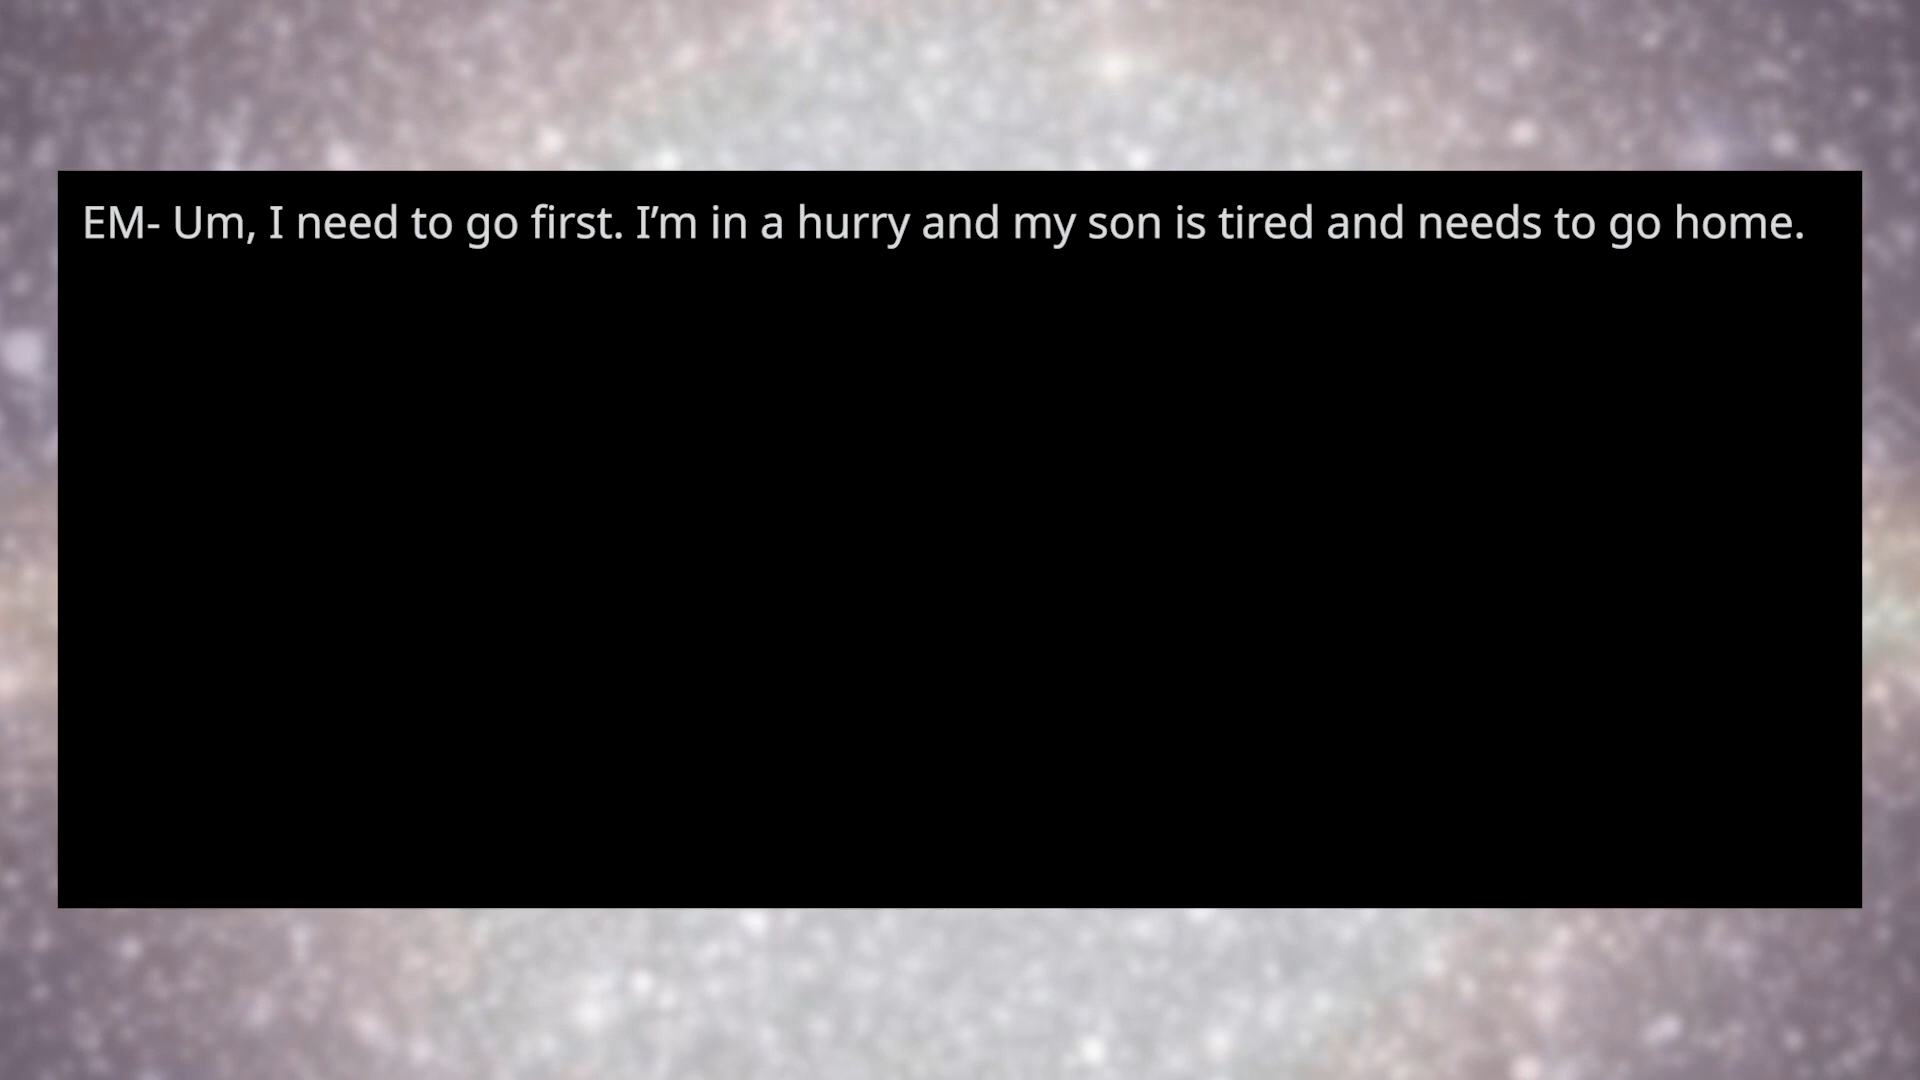 EM- Um, I need to go first. I’m in a hurry and my son is tired and needs to go home.